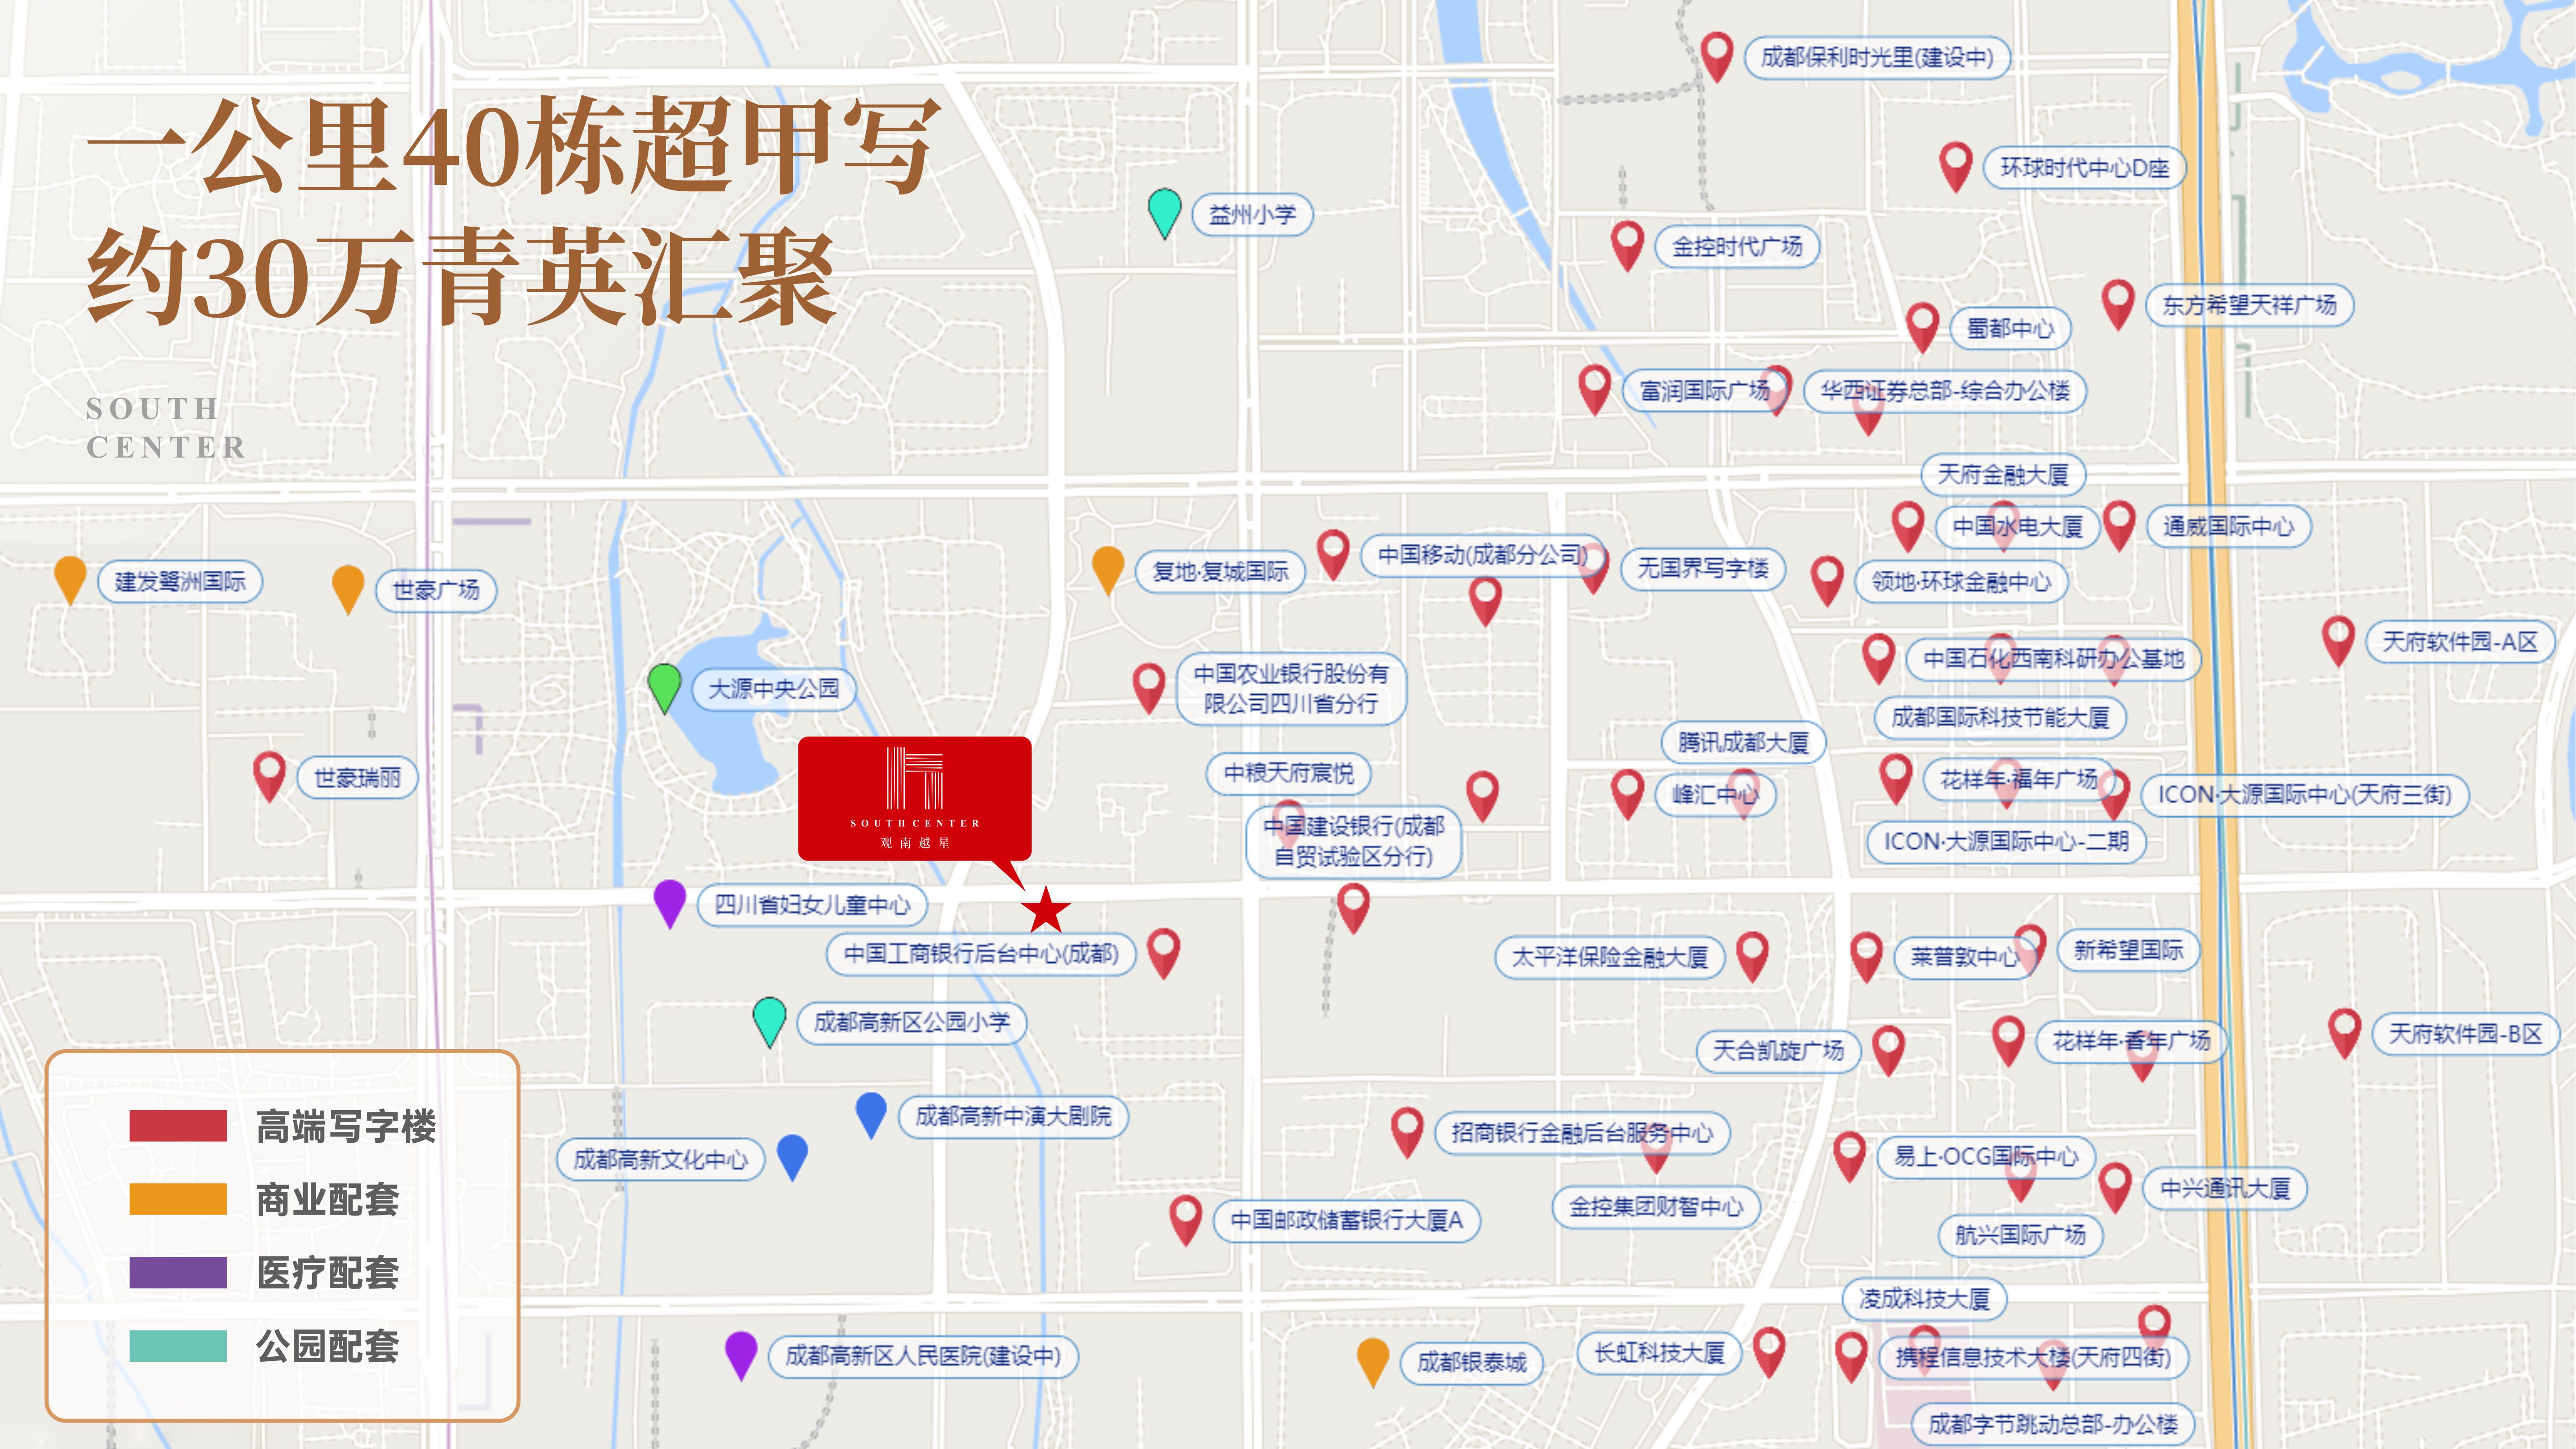 一公里40栋超甲写
约30万青英汇聚
SOUTH
CENTER
成都保利时光里(建设中)
环球时代中心D座
益州小学
金控时代广场
东方希望天祥广场
蜀都中心
富润国际广场
华西证券总部-综合办公楼
天府金融大厦
中国水电大厦
通威国际中心
建发鹭洲国际
世豪广场
复地·复城国际
中国移动(成都分公司)
无国界写字楼
领地·环球金融中心
天府软件园-A区
大源中央公园
中国农业银行股份有
限公司四川省分行
中国石化西南科研办公基地
成都国际科技节能大厦
腾讯成都大厦
世豪瑞丽
中粮天府宸悦
峰汇中心
花样年·福年广场
ICON·大源国际中心(天府三街)
SOUTH CENTER
观南越星
中国建设银行(成都
自贸试验区分行)
ICON·大源国际中心-二期
四川省妇女儿童中心
中国工商银行后台中心(成都)
太平洋保险金融大厦
莱普敦中心
新希望国际
成都高新区公园小学
天合凯旋广场
花样年·香年广场
天府软件园-B区
成都高新中演大剧院
成都高新文化中心
招商银行金融后台服务中心
易上·OCG国际中心
中兴通讯大厦
金控集团财智中心
中国邮政储蓄银行大厦A
航兴国际广场
凌成科技大厦
成都高新区人民医院(建设中)
成都银泰城
长虹科技大厦
携程信息技术大楼(天府四街)
成都字节跳动总部-办公楼
高端写字楼
商业配套
医疗配套
公园配套